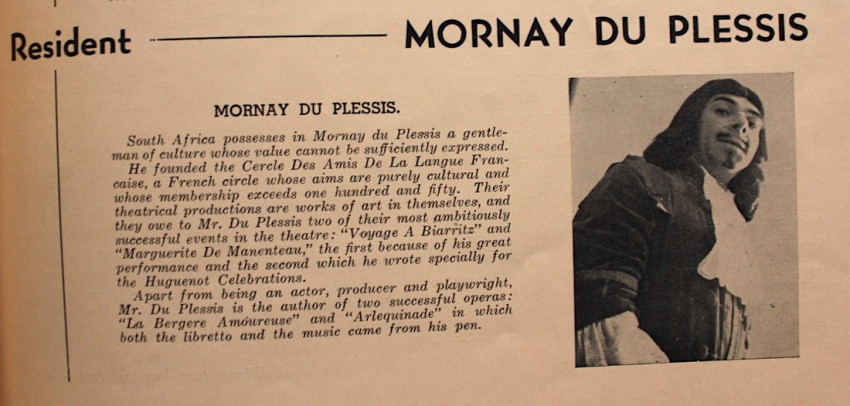 Resident
MORNAY DU PLESSIS
MORNAY DU PLESSIS.
South Africa possesses in Mornay du Plessis a gentle-
man of culture whose value cannot be sufficiently expressed.
He founded the Cercle Des Amis De La Langue Fran-
caise, a French circle whose aims are purely cultural and
whose membership exceeds one hundred and fifty. Their
theatrical productions are works of art in themselves, and
they owe to Mr. Du Plessis two of their most ambitiously
successful events in the theatre: "Voyage A Biarritz" and
"Marguerite De Manenteau," the first because of his great
performance and the second which he wrote specially for
the Huguenot Celebrations.
Apart from being an actor, producer and playwright,
Mr. Du Plessis is the author of two successful operas:
"La Bergere Amóureuse" and "Arlequinade" in which
both the libretto and the music came from his pen.